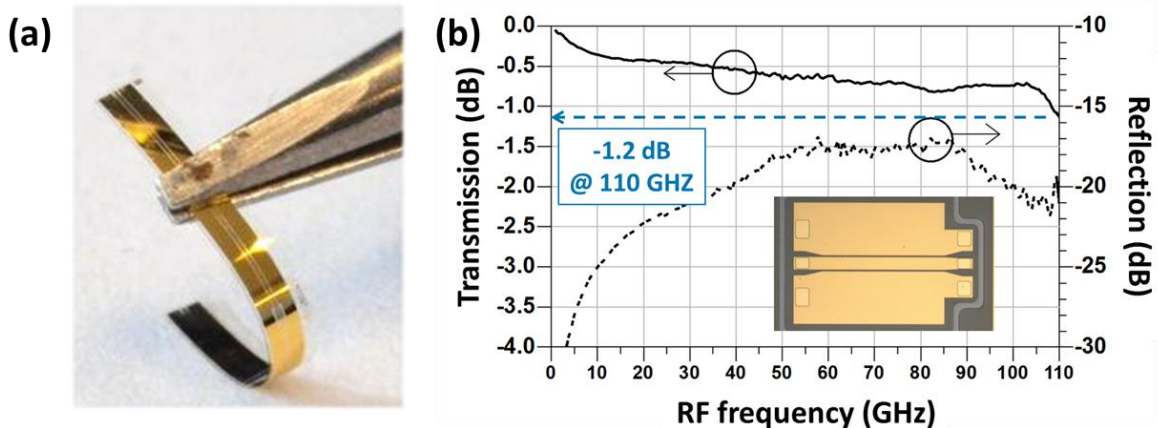 (a)
(b)
Transmission (dB)
0.0
-0.5
-1.0
-1.5
-2.0
-2.5
-3.0
-3.5
-4.0
-1.2 dB
@ 110 GHZ
-10
-15
-20
-25
-30
Reflection (dB)
0 10 20 30 40 50 60 70 80 90 100 110
RF frequency (GHz)